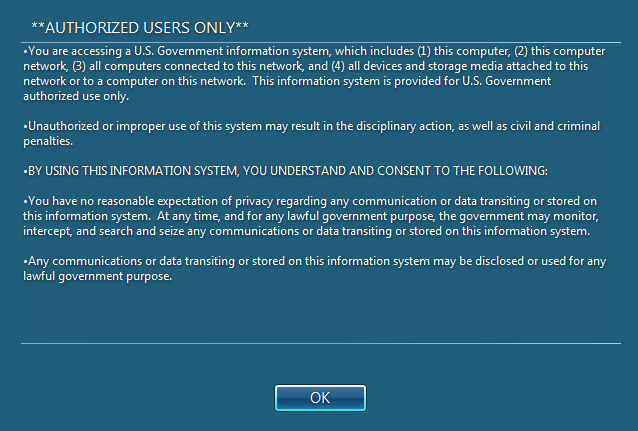 **AUTHORIZED USERS ONLY**
•You are accessing a U.S. Government information system, which includes (1) this computer, (2) this computer
network, (3) all computers connected to this network, and (4) all devices and storage media attached to this
network or to a computer on this network.  This information system is provided for U.S. Government
authorized use only.
•Unauthorized or improper use of this system may result in the disciplinary action, as well as civil and criminal
penalties.
•BY USING THIS INFORMATION SYSTEM, YOU UNDERSTAND AND CONSENT TO THE FOLLOWING:
•You have no reasonable expectation of privacy regarding any communication or data transiting or stored on
this information system.  At any time, and for any lawful government purpose, the government may monitor,
intercept, and search and seize any communications or data transiting or stored on this information system.
•Any communications or data transiting or stored on this information system may be disclosed or used for any
lawful government purpose.
OK